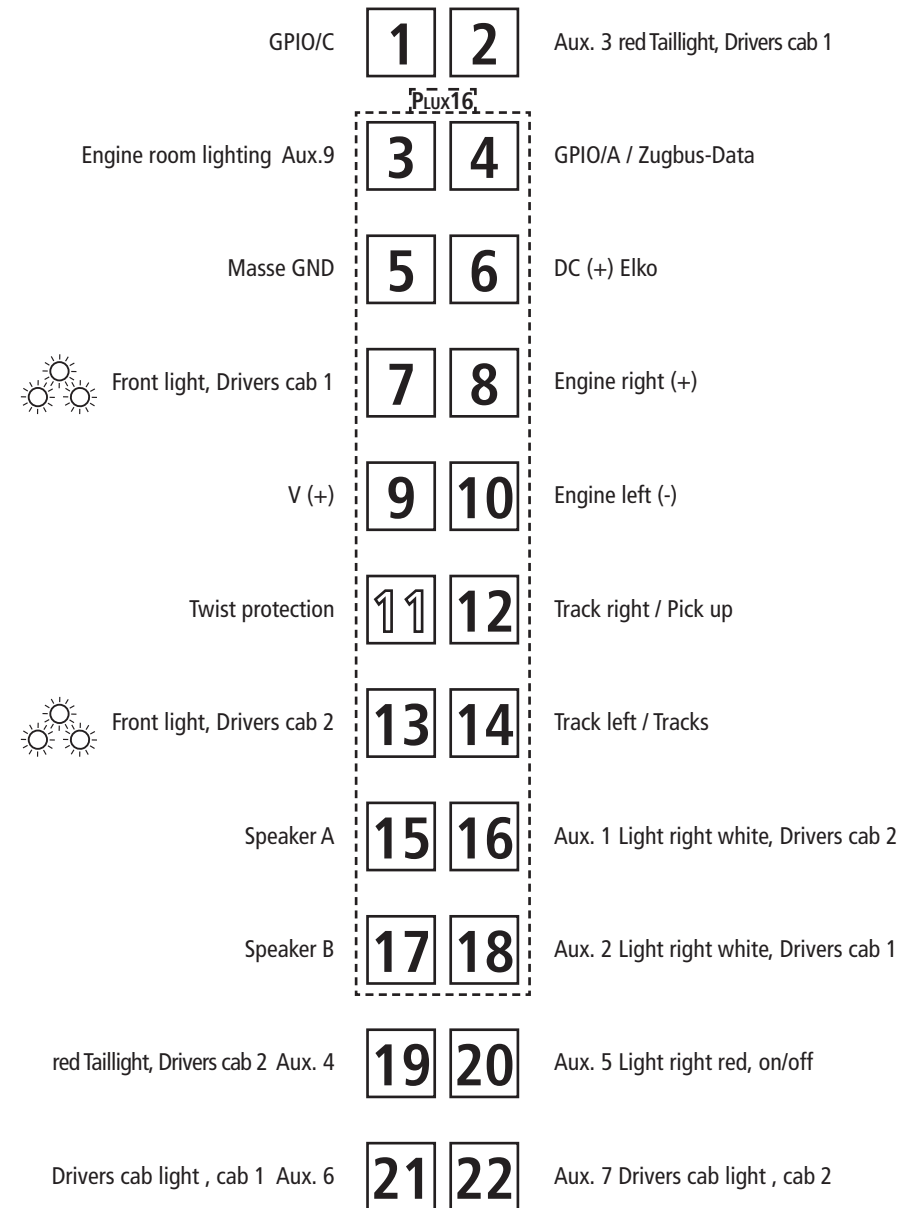 GPIO/C 1 2 Aux. 3 red Taillight, Drivers cab 1
PLUX16
Engine room lighting Aux.9 3 4 GPIO/A / Zugbus-Data
Masse GND 5 6 DC (+) Elko
Front light, Drivers cab 1 7 8 Engine right (+)
V (+) 9 10 Engine left (-)
Twist protection 11 12 Track right / Pick up
Front light, Drivers cab 2 13 14 Track left / Tracks
Speaker A 15 16 Aux. 1 Light right white, Drivers cab 2
Speaker B 17 18 Aux. 2 Light right white, Drivers cab 1
red Taillight, Drivers cab 2 Aux. 4 19 20 Aux. 5 Light right red, on/off
Drivers cab light , cab 1 Aux. 6 21 22 Aux. 7 Drivers cab light , cab 2